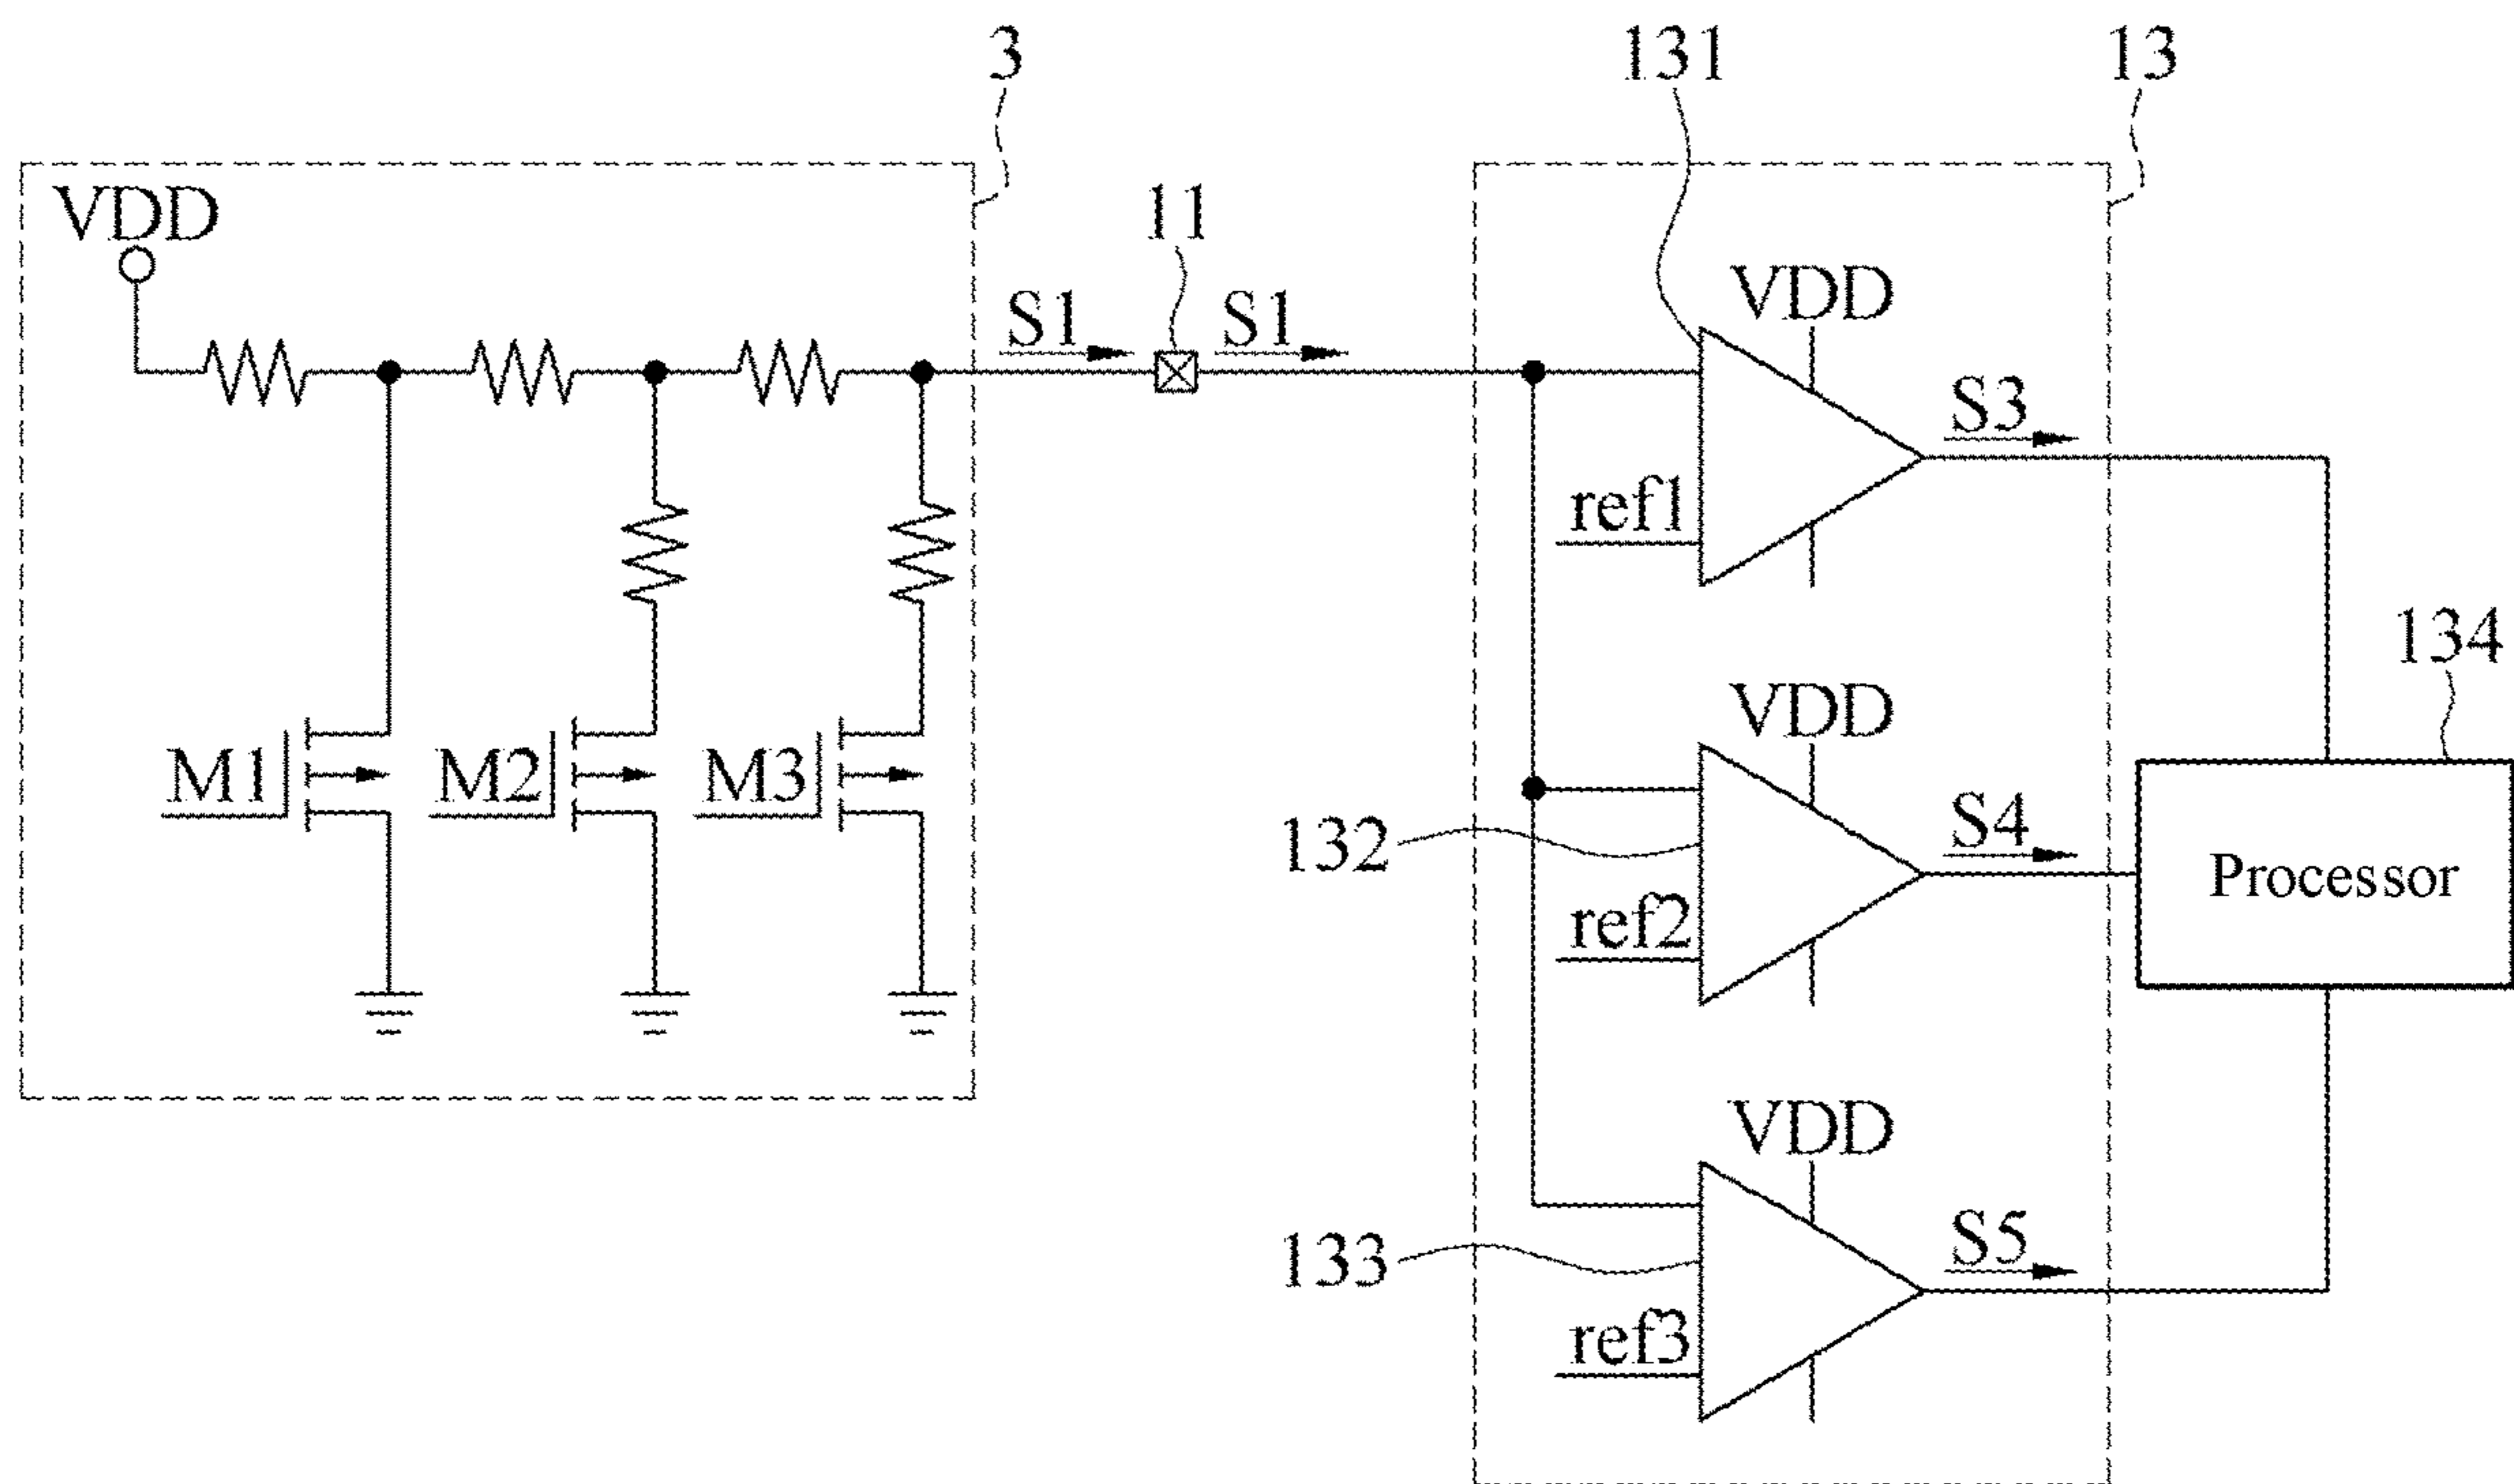 3
131
13
VDD
11
S1
S1
VDD
S3
ref1
134
M1
M2
M3
VDD
132
S4
Processor
ref2
VDD
133
S5
ref3